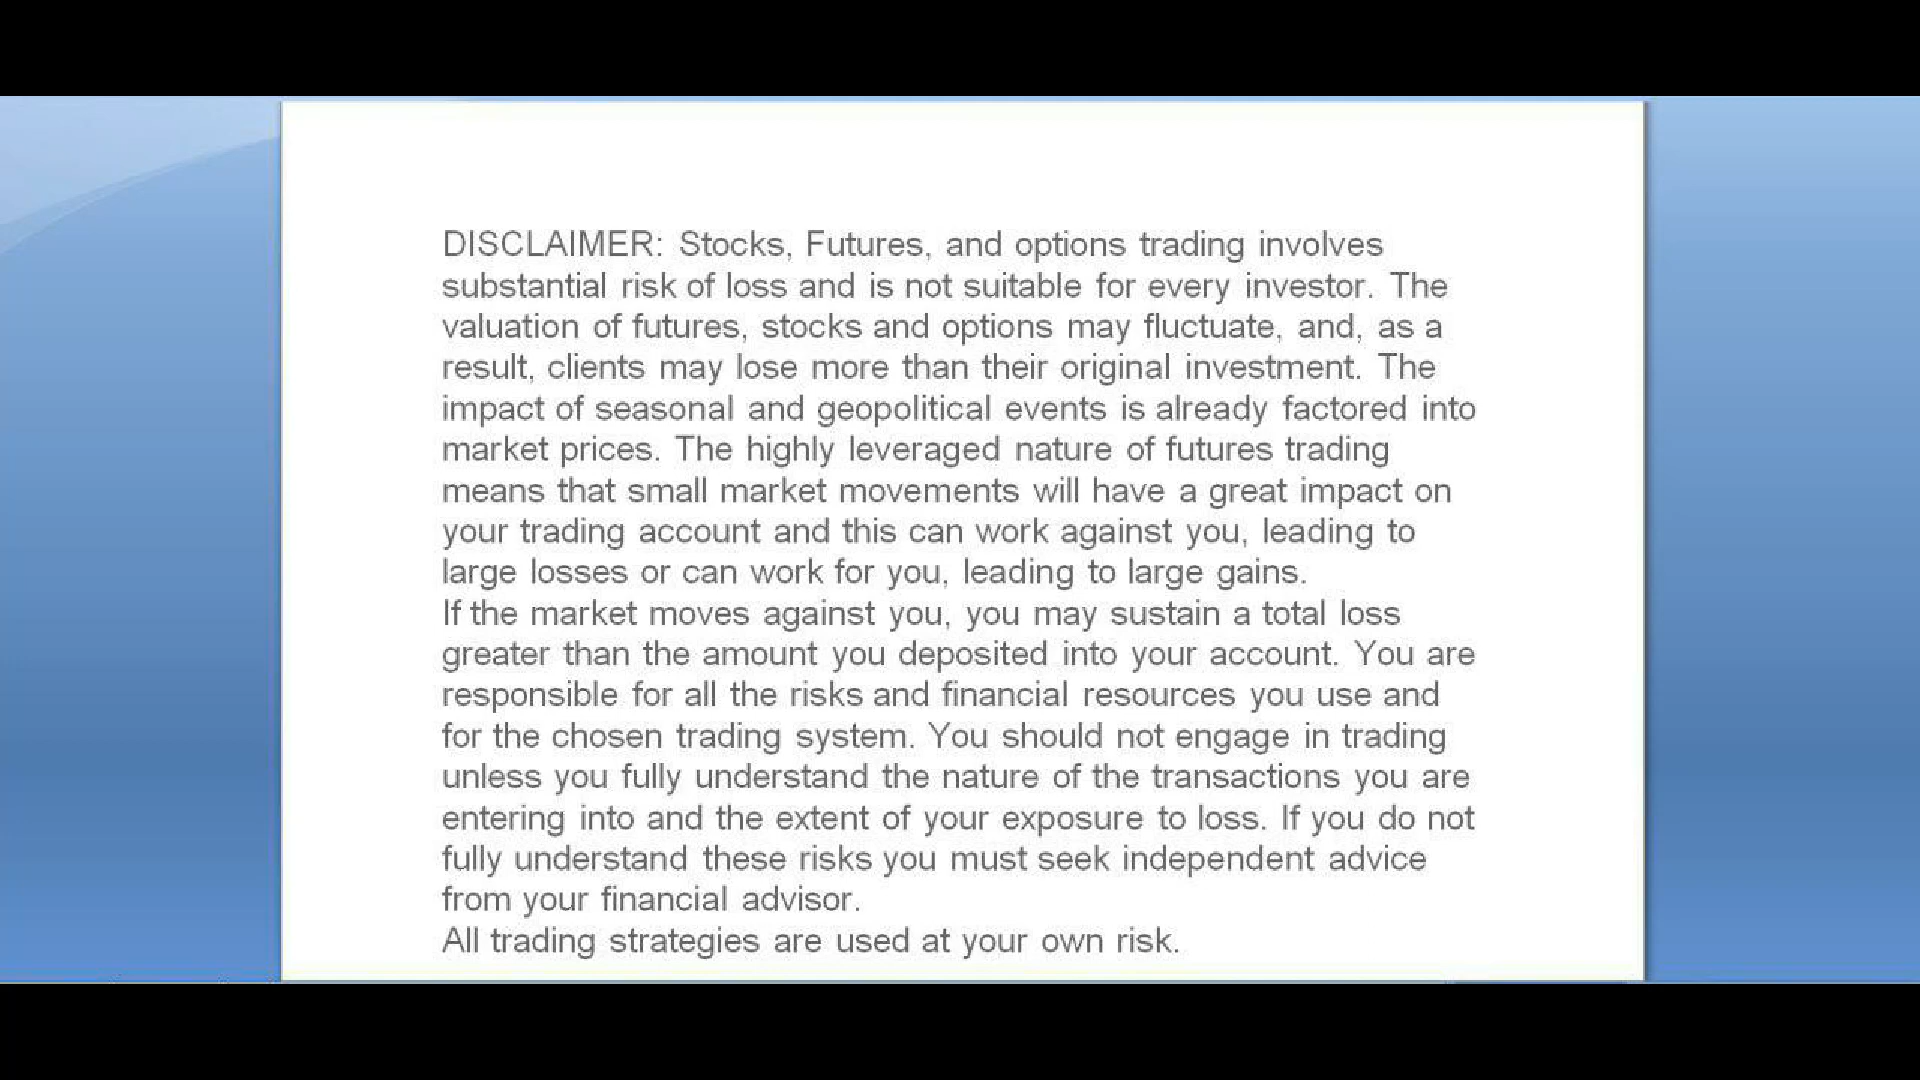 DISCLAIMER: Stocks, Futures, and options trading involves
substantial risk of loss and is not suitable for every investor. The
valuation of futures, stocks and options may fluctuate, and, as a
result, clients may lose more than their original investment. The
impact of seasonal and geopolitical events is already factored into
market prices. The highly leveraged nature of futures trading
means that small market movements will have a great impact on
your trading account and this can work against you, leading to
large losses or can work for you, leading to large gains.
If the market moves against you, you may sustain a total loss
greater than the amount you deposited into your account. You are
responsible for all the risks and financial resources you use and
for the chosen trading system. You should not engage in trading
unless you fully understand the nature of the transactions you are
entering into and the extent of your exposure to loss. If you do not
fully understand these risks you must seek independent advice
from your financial advisor.
All trading strategies are used at your own risk.